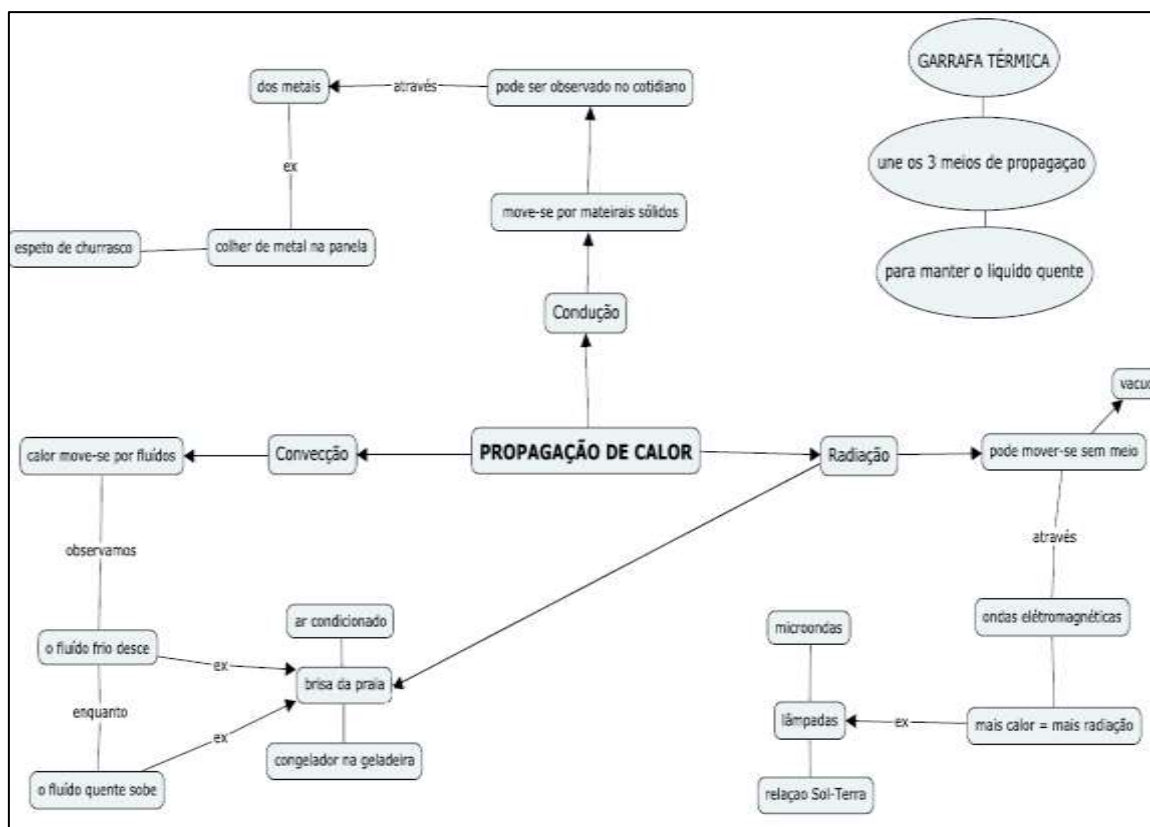 GARRAFA TÉRMICA
dos metais
através
pode ser observado no cotidiano
une os 3 meios de propagaçao
ex
move-se por mateirais sólidos
espeto de churrasco
colher de metal na panela
para manter o liquido quente
Condução
vacuo
PROPAGAÇÃO DE CALOR
calor move-se por fluídos
Convecção
Radiação
pode mover-se sem meio
observamos
através
ar condicionado
ondas elétromagnéticas
microondas
o fluído frio desce
ex
brisa da praia
enquanto
ex
lâmpadas
ex
mais calor = mais radiação
congelador na geladeira
o fluído quente sobe
relaçao Sol-Terra